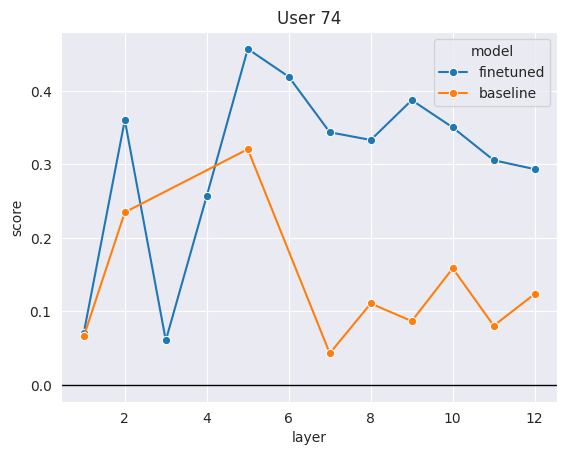 User 74
model
finetuned
baseline
score
0.4
0.3
0.2
0.1
0.0
2 4 6 8 10 12
layer